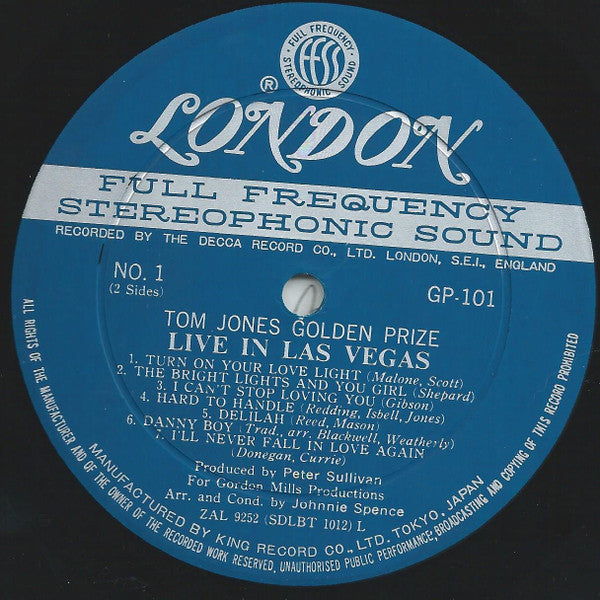 FULL FREQUENCY
ffss
STEREOPHONIC SOUND
®
LONDON
FULL FREQUENCY
STEREOPHONIC SOUND
RECORDED BY THE DECCA RECORD CO., LTD. LONDON, S.E.I., ENGLAND
NO. 1
(2 Sides)
GP-101
TOM JONES GOLDEN PRIZE
LIVE IN LAS VEGAS
1. TURN ON YOUR LOVE LIGHT (Malone, Scott)
2. THE BRIGHT LIGHTS AND YOU GIRL (Shepard)
3. I CAN'T STOP LOVING YOU (Gibson)
4. HARD TO HANDLE (Redding, Isbell, Jones)
5. DELILAH (Reed, Mason)
6. DANNY BOY (Trad. arr. Blackwell, Weatherly)
7. I'LL NEVER FALL IN LOVE AGAIN
(Donegan, Currie)
Produced by Peter Sullivan
For Gordon Mills Productions
Arr. and Cond. by Johnnie Spence
ZAL 9252 (SDLBT 1012) L
MANUFACTURED BY KING RECORD CO., LTD. TOKYO, JAPAN
ALL RIGHTS OF THE MANUFACTURER AND OF THE OWNER OF THE RECORDED WORK RESERVED, UNAUTHORISED PUBLIC PERFORMANCE, BROADCASTING AND COPYING OF THIS RECORD PROHIBITED